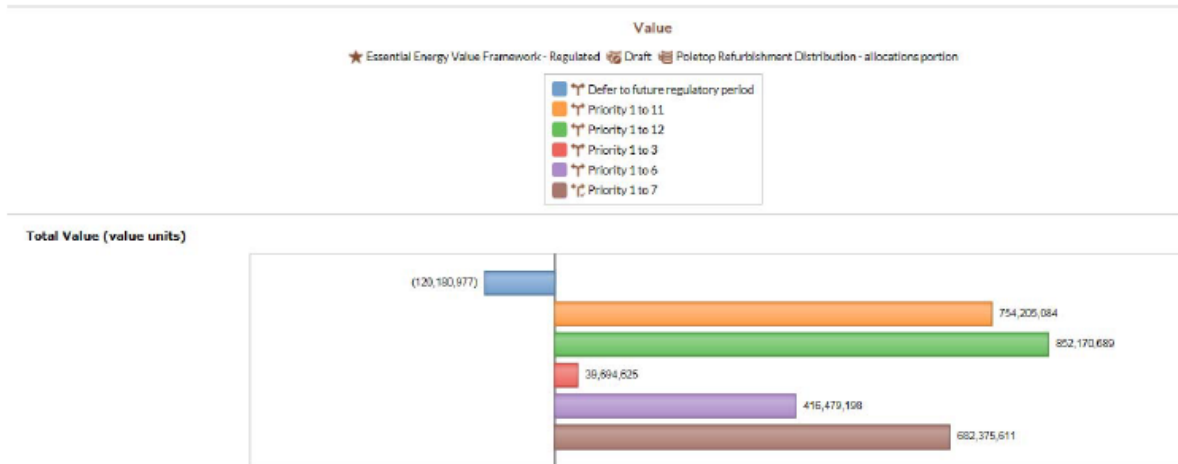 Value
Essential Energy Value Framework - Regulated Draft Poletop Refurbishment Distribution - allocations portion
Defer to future regulatory period
Priority 1 to 11
Priority 1 to 12
Priority 1 to 3
Priority 1 to 6
Priority 1 to 7
Total Value (value units)
(120,180,977)
754,205,084
852,170,689
39,694,625
416,479,198
682,375,611